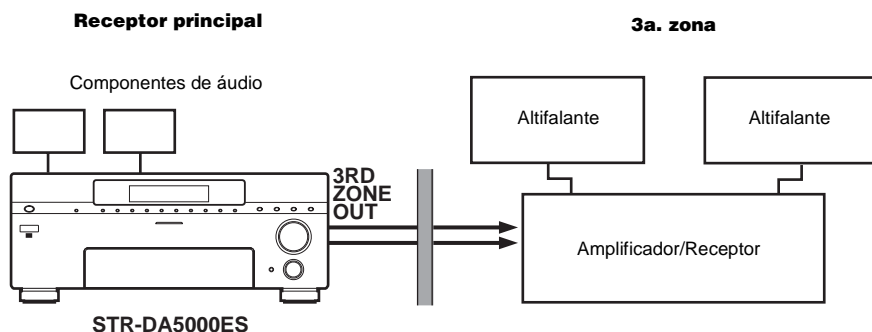 Receptor principal
3a. zona
Componentes de áudio
Altifalante
Altifalante
3RD
ZONE
OUT
Amplificador/Receptor
STR-DA5000ES